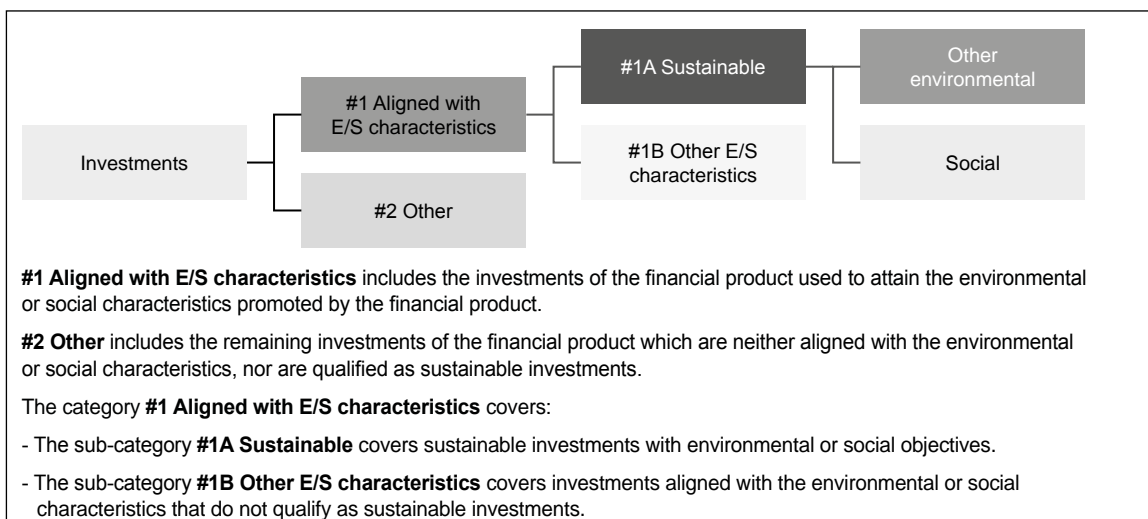 Investments
#1 Aligned with
E/S characteristics
#2 Other
#1A Sustainable
#1B Other E/S
characteristics
Other
environmental
Social
#1 Aligned with E/S characteristics includes the investments of the financial product used to attain the environmental
or social characteristics promoted by the financial product.
#2 Other includes the remaining investments of the financial product which are neither aligned with the environmental
or social characteristics, nor are qualified as sustainable investments.
The category #1 Aligned with E/S characteristics covers:
- The sub-category #1A Sustainable covers sustainable investments with environmental or social objectives.
- The sub-category #1B Other E/S characteristics covers investments aligned with the environmental or social
characteristics that do not qualify as sustainable investments.